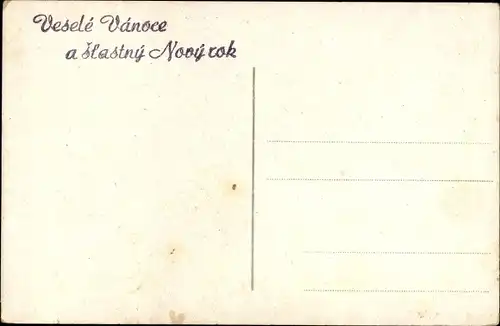 Veselé Vánoce
a šťastný Nový rok